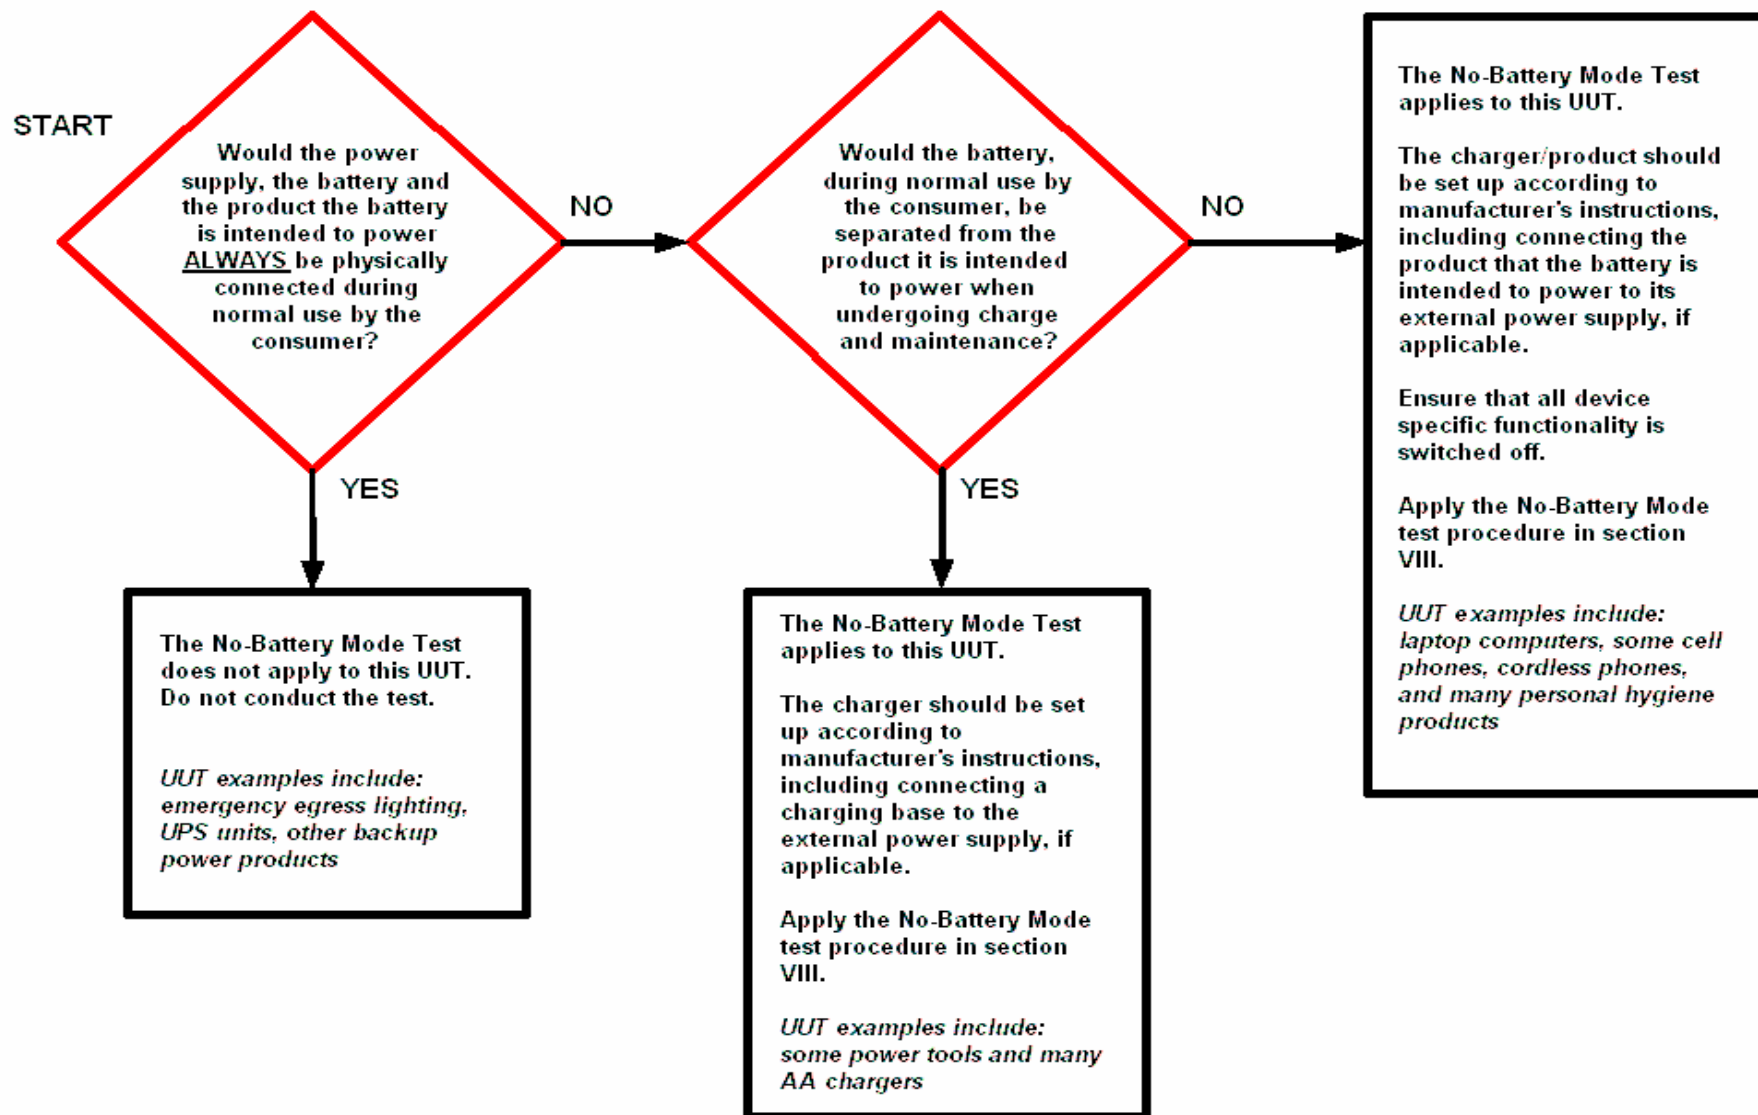 START
Would the power
supply, the battery and
the product the battery
is intended to power
ALWAYS be physically
connected during
normal use by the
consumer?
NO
YES
The No-Battery Mode Test
does not apply to this UUT.
Do not conduct the test.
UUT examples include:
emergency egress lighting,
UPS units, other backup
power products
Would the battery,
during normal use by
the consumer, be
separated from the
product it is intended
to power when
undergoing charge
and maintenance?
NO
YES
The No-Battery Mode Test
applies to this UUT.
The charger should be set
up according to
manufacturer's instructions,
including connecting a
charging base to the
external power supply, if
applicable.
Apply the No-Battery Mode
test procedure in section
VIII.
UUT examples include:
some power tools and many
AA chargers
The No-Battery Mode Test
applies to this UUT.
The charger/product should
be set up according to
manufacturer's instructions,
including connecting the
product that the battery is
intended to power to its
external power supply, if
applicable.
Ensure that all device
specific functionality is
switched off.
Apply the No-Battery Mode
test procedure in section
VIII.
UUT examples include:
laptop computers, some cell
phones, cordless phones,
and many personal hygiene
products